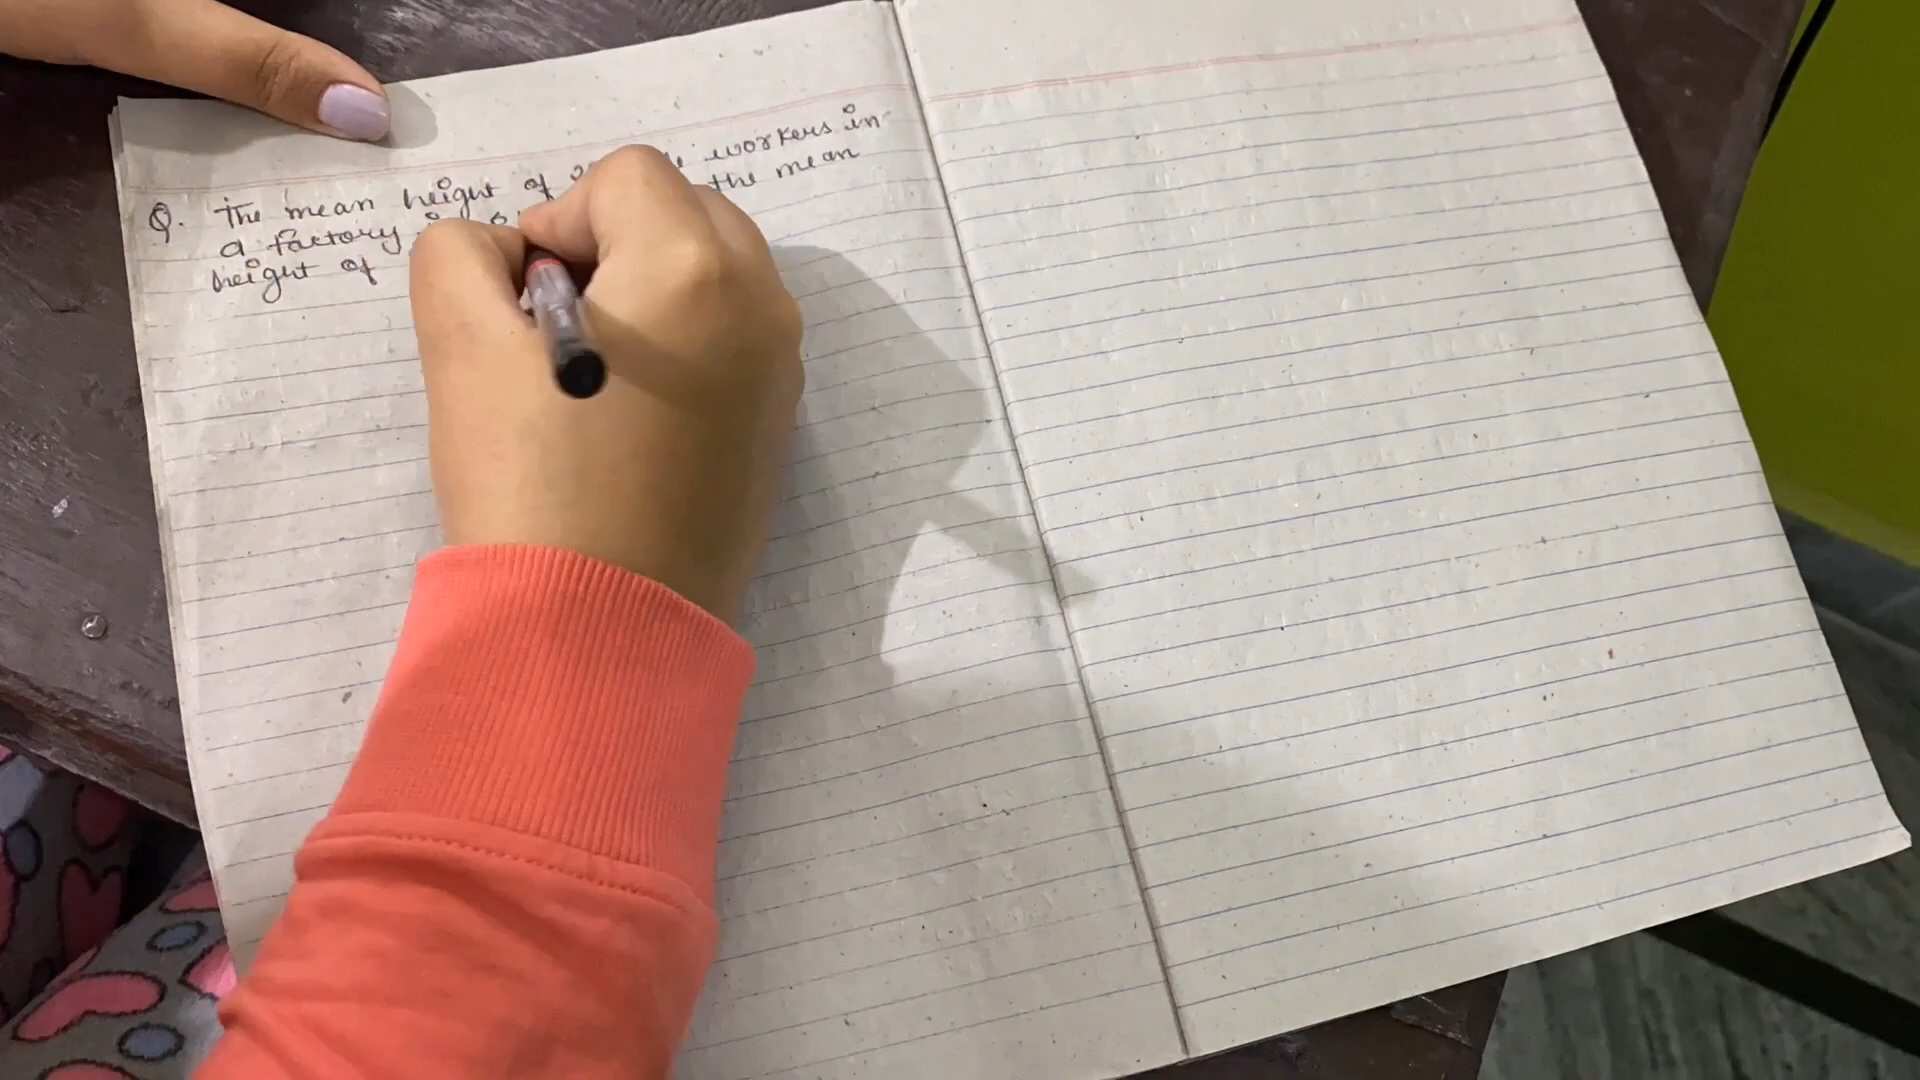 Q. The mean height of workers in
a factory the mean
height of